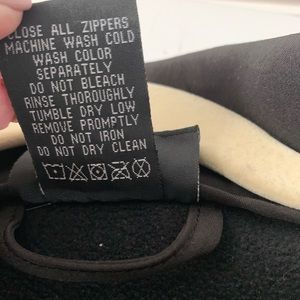 CLOSE ALL ZIPPERS
MACHINE WASH COLD
WASH COLOR
SEPARATELY
DO NOT BLEACH
RINSE THOROUGHLY
TUMBLE DRY LOW
REMOVE PROMPTLY
DO NOT IRON
DO NOT DRY CLEAN